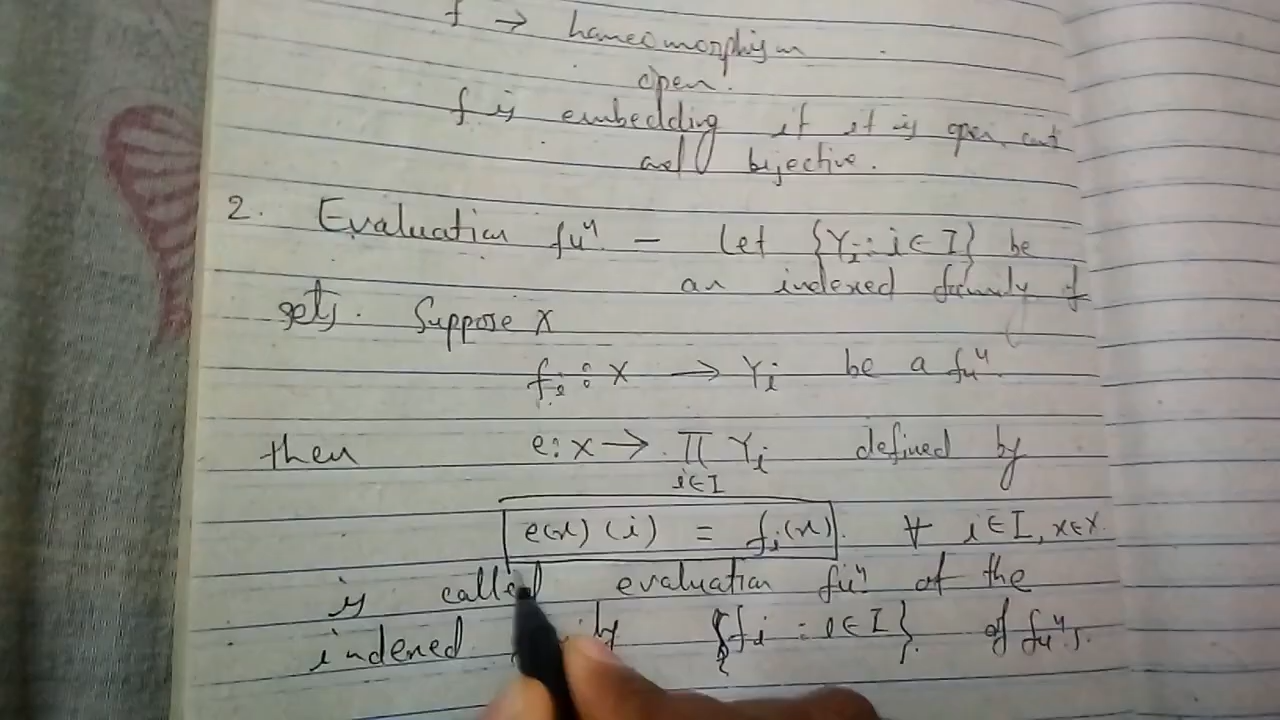 f → homeomorphism
open.
f is embedding if it is open, cnt
and bijective.
2. Evaluation fuⁿ – Let {Yᵢ : i ∈ I} be
an indexed family of
sets. Suppose X
fᵢ : X → Yᵢ be a fuⁿ
then e: X → ∏ Yᵢ defined by
i∈I
e(x)(i) = fᵢ(x). ∀ i∈I, x∈X.
is called evaluation fuⁿ of the
indexed {fᵢ : i∈I} of fuⁿs.